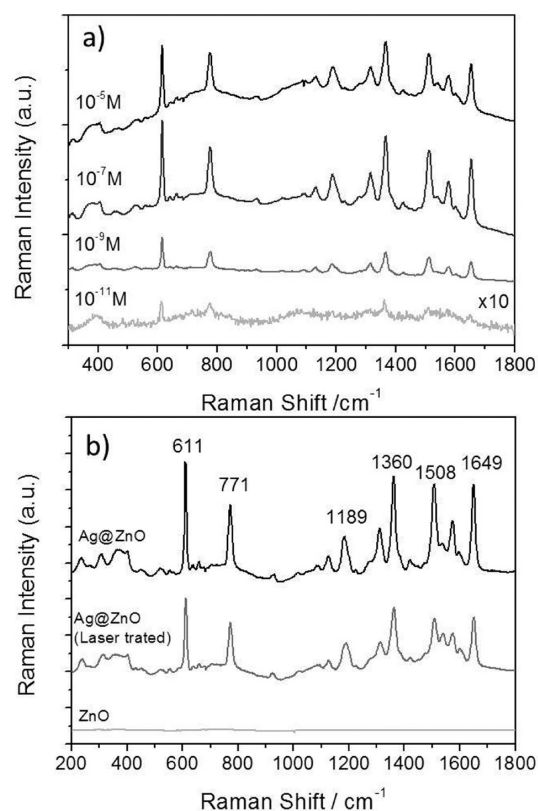 a)
10⁻⁵M
10⁻⁷M
10⁻⁹M
10⁻¹¹M
x10
Raman Intensity (a.u.)
400 600 800 1000 1200 1400 1600 1800
Raman Shift /cm⁻¹
b)
611
771
1189
1360
1508
1649
Ag@ZnO
Ag@ZnO
(Laser trated)
ZnO
Raman Intensity (a.u.)
200 400 600 800 1000 1200 1400 1600 1800
Raman Shift /cm⁻¹